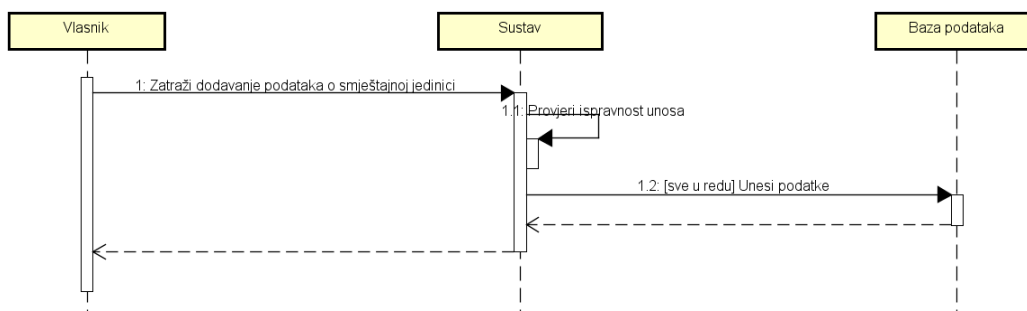 Vlasnik
Sustav
Baza podataka
1: Zatraži dodavanje podataka o smještajnoj jedinici
1.1: Provjeri ispravnost unosa
1.2: [sve u redu] Unesi podatke